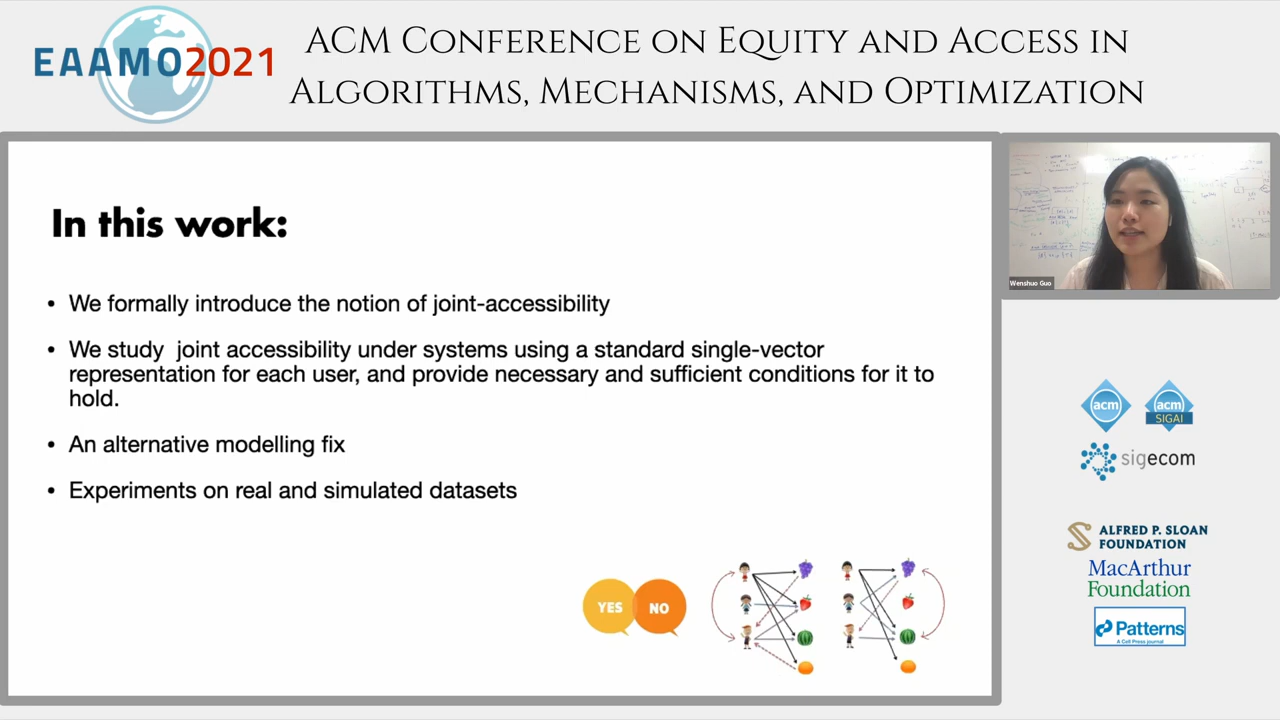 EAAMO2021
ACM Conference on Equity and Access in
Algorithms, Mechanisms, and Optimization
In this work:
• We formally introduce the notion of joint-accessibility
• We study joint accessibility under systems using a standard single-vector
representation for each user, and provide necessary and sufficient conditions for it to
hold.
• An alternative modelling fix
• Experiments on real and simulated datasets
YES NO
Wenshuo Guo
acm acm
SIGAI
sigecom
ALFRED P. SLOAN
FOUNDATION
MacArthur
Foundation
Patterns
A Cell Press journal